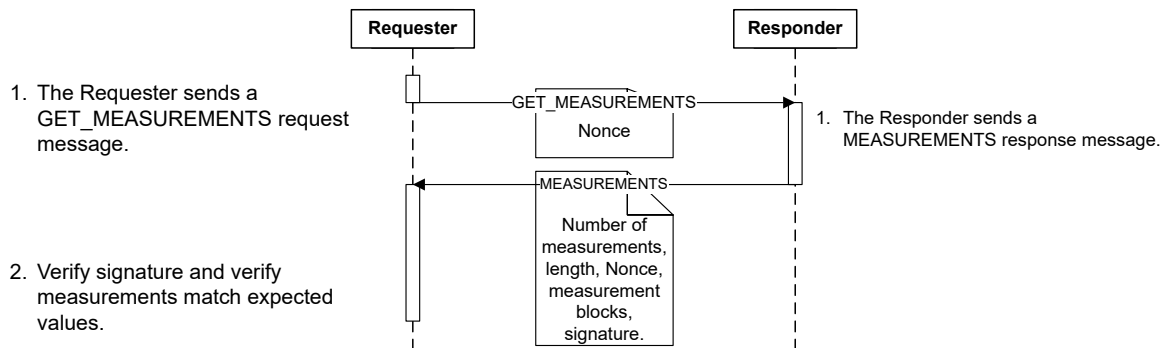 Requester
Responder
1. The Requester sends a
GET_MEASUREMENTS request
message.
GET_MEASUREMENTS
Nonce
1. The Responder sends a
MEASUREMENTS response message.
MEASUREMENTS
Number of
measurements,
length, Nonce,
measurement
blocks,
signature.
2. Verify signature and verify
measurements match expected
values.